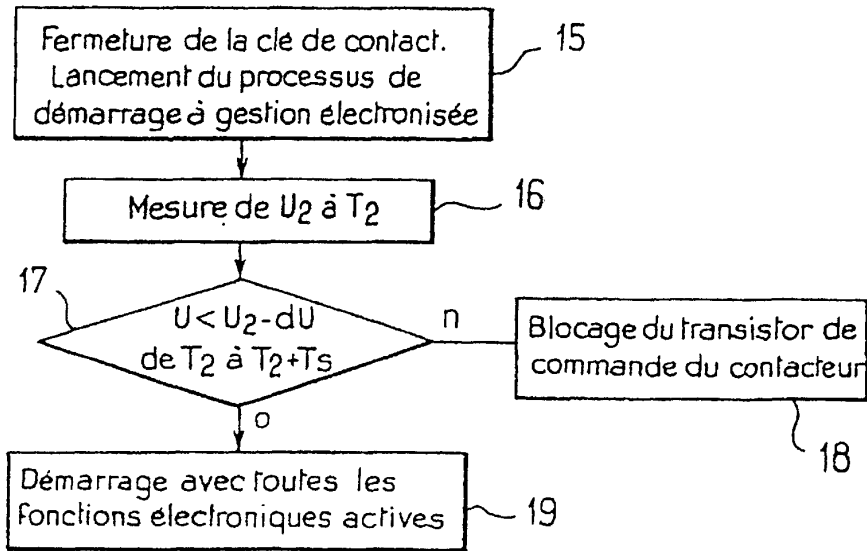 Fermeture de la clé de contact.
Lancement du processus de
démarrage à gestion électronisée
15
Mesure de U2 à T2
16
17
U < U2-dU
de T2 à T2+Ts
n
Blocage du transistor de
commande du contacteur
18
o
Démarrage avec toutes les
fonctions électroniques actives
19